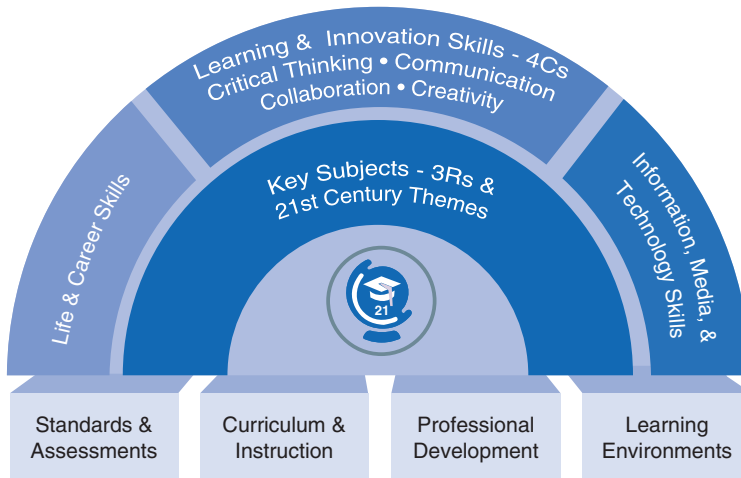 Learning & Innovation Skills - 4Cs
Critical Thinking • Communication
Collaboration • Creativity
Life & Career Skills
Key Subjects - 3Rs &
21st Century Themes
Information, Media, &
Technology Skills
21
Standards &
Assessments
Curriculum &
Instruction
Professional
Development
Learning
Environments